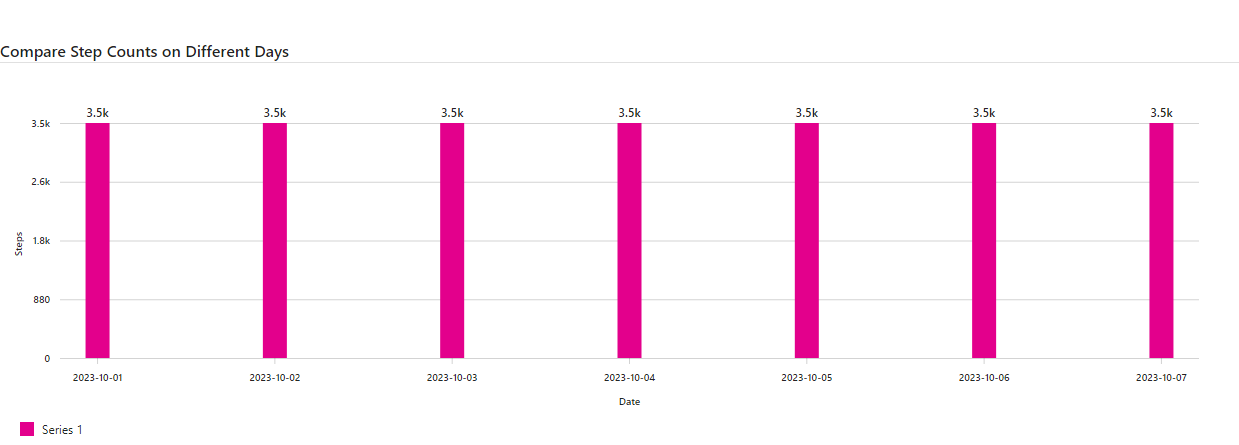 Compare Step Counts on Different Days
3.5k 3.5k 3.5k 3.5k 3.5k 3.5k 3.5k
3.5k
2.6k
1.8k
880
0
Steps
2023-10-01 2023-10-02 2023-10-03 2023-10-04 2023-10-05 2023-10-06 2023-10-07
Date
Series 1